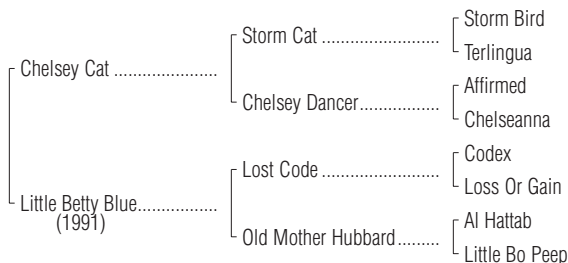 Storm Bird
Storm Cat ........................
Terlingua
Chelsey Cat .....................
Affirmed
Chelsey Dancer................
Chelseanna
Codex
Lost Code ........................
Loss Or Gain
Little Betty Blue................
(1991)
Al Hattab
Old Mother Hubbard........
Little Bo Peep